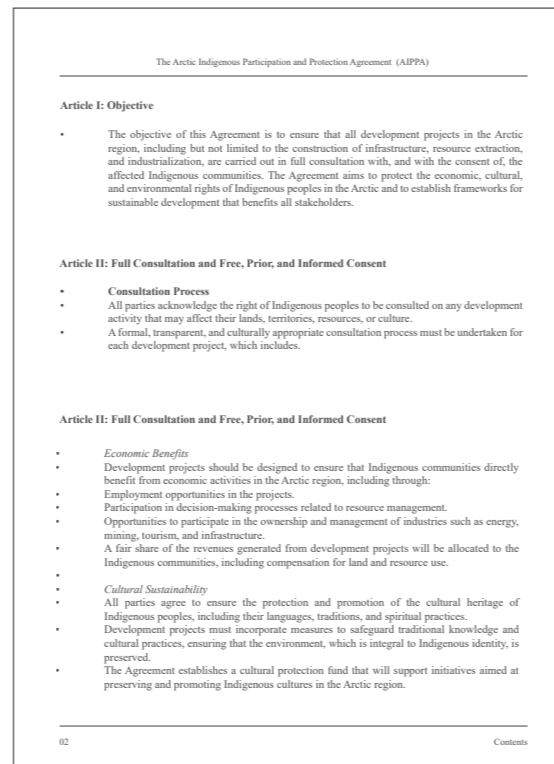 The Arctic Indigenous Participation and Protection Agreement (AIPPA)
Article I: Objective
• The objective of this Agreement is to ensure that all development projects in the Arctic
region, including but not limited to the construction of infrastructure, resource extraction,
and industrialization, are carried out in full consultation with, and with the consent of, the
affected Indigenous communities. The Agreement aims to protect the economic, cultural,
and environmental rights of Indigenous peoples in the Arctic and to establish frameworks for
sustainable development that benefits all stakeholders.
Article II: Full Consultation and Free, Prior, and Informed Consent
• Consultation Process
• All parties acknowledge the right of Indigenous peoples to be consulted on any development
activity that may affect their lands, territories, resources, or culture.
• A formal, transparent, and culturally appropriate consultation process must be undertaken for
each development project, which includes.
Article II: Full Consultation and Free, Prior, and Informed Consent
• Economic Benefits
• Development projects should be designed to ensure that Indigenous communities directly
benefit from economic activities in the Arctic region, including through:
• Employment opportunities in the projects.
• Participation in decision-making processes related to resource management.
• Opportunities to participate in the ownership and management of industries such as energy,
mining, tourism, and infrastructure.
• A fair share of the revenues generated from development projects will be allocated to the
Indigenous communities, including compensation for land and resource use.
•
• Cultural Sustainability
• All parties agree to ensure the protection and promotion of the cultural heritage of
Indigenous peoples, including their languages, traditions, and spiritual practices.
• Development projects must incorporate measures to safeguard traditional knowledge and
cultural practices, ensuring that the environment, which is integral to Indigenous identity, is
preserved.
• The Agreement establishes a cultural protection fund that will support initiatives aimed at
preserving and promoting Indigenous cultures in the Arctic region.
02 Contents